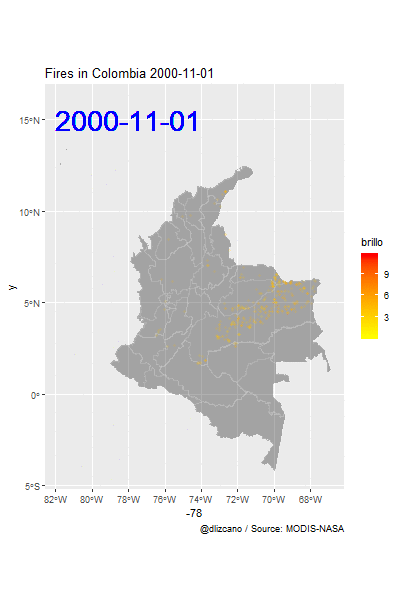 Fires in Colombia 2000-11-01
2000-11-01
15°N
10°N
5°N
0°
5°S
y
82°W 80°W 78°W 76°W 74°W 72°W 70°W 68°W
-78
brillo
9
6
3
@dlizcano / Source: MODIS-NASA